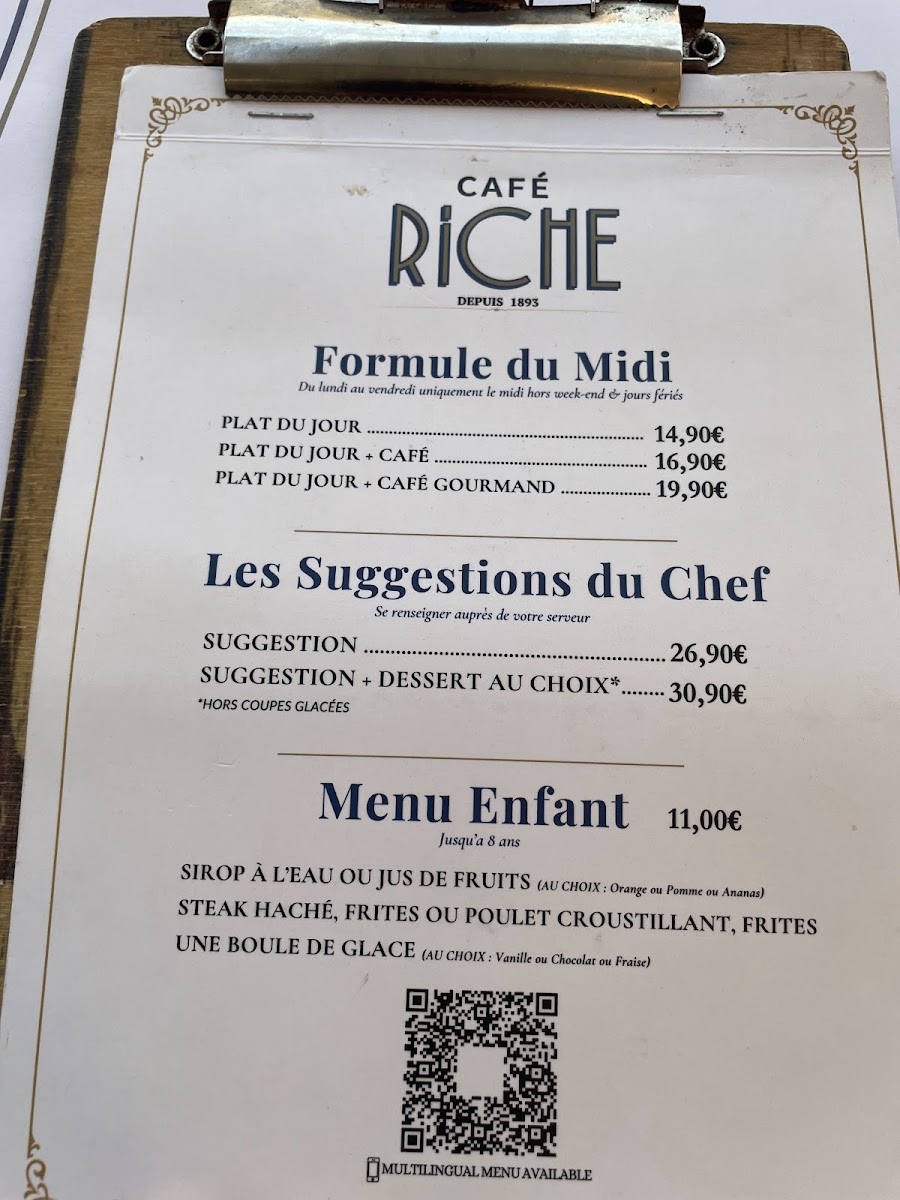 CAFÉ
RiCHE
DEPUIS 1893
Formule du Midi
Du lundi au vendredi uniquement le midi hors week-end & jours fériés
PLAT DU JOUR ........................................................ 14,90€
PLAT DU JOUR + CAFÉ ........................................... 16,90€
PLAT DU JOUR + CAFÉ GOURMAND .................. 19,90€
Les Suggestions du Chef
Se renseigner auprès de votre serveur
SUGGESTION ........................................................ 26,90€
SUGGESTION + DESSERT AU CHOIX*........ 30,90€
*HORS COUPES GLACÉES
Menu Enfant 11,00€
Jusqu'a 8 ans
SIROP À L'EAU OU JUS DE FRUITS (AU CHOIX : Orange ou Pomme ou Ananas)
STEAK HACHÉ, FRITES OU POULET CROUSTILLANT, FRITES
UNE BOULE DE GLACE (AU CHOIX : Vanille ou Chocolat ou Fraise)
MULTILINGUAL MENU AVAILABLE